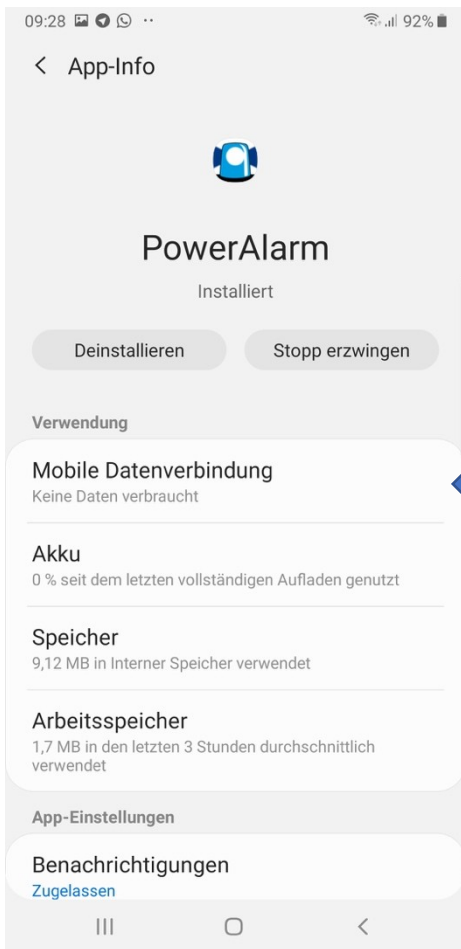 09:28 92%
App-Info
PowerAlarm
Installiert
Deinstallieren Stopp erzwingen
Verwendung
Mobile Datenverbindung
Keine Daten verbraucht
Akku
0 % seit dem letzten vollständigen Aufladen genutzt
Speicher
9,12 MB in Interner Speicher verwendet
Arbeitsspeicher
1,7 MB in den letzten 3 Stunden durchschnittlich
verwendet
App-Einstellungen
Benachrichtigungen
Zugelassen